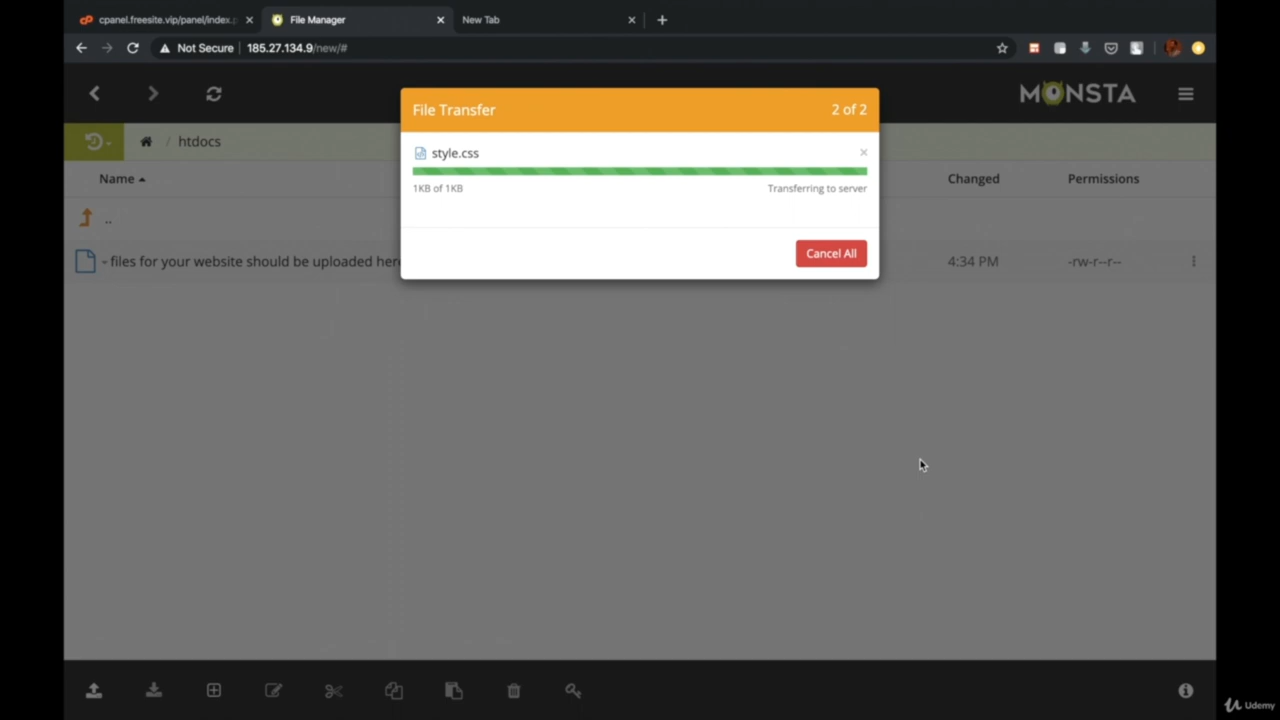 cpanel.freesite.vip/panel/index.p
File Manager
New Tab
Not Secure
185.27.134.9/new/#
MONSTA
File Transfer
2 of 2
style.css
1KB of 1KB
Transferring to server
Cancel All
/ htdocs
Name
Changed
Permissions
..
- files for your website should be uploaded here
4:34 PM
-rw-r--r--
Udemy